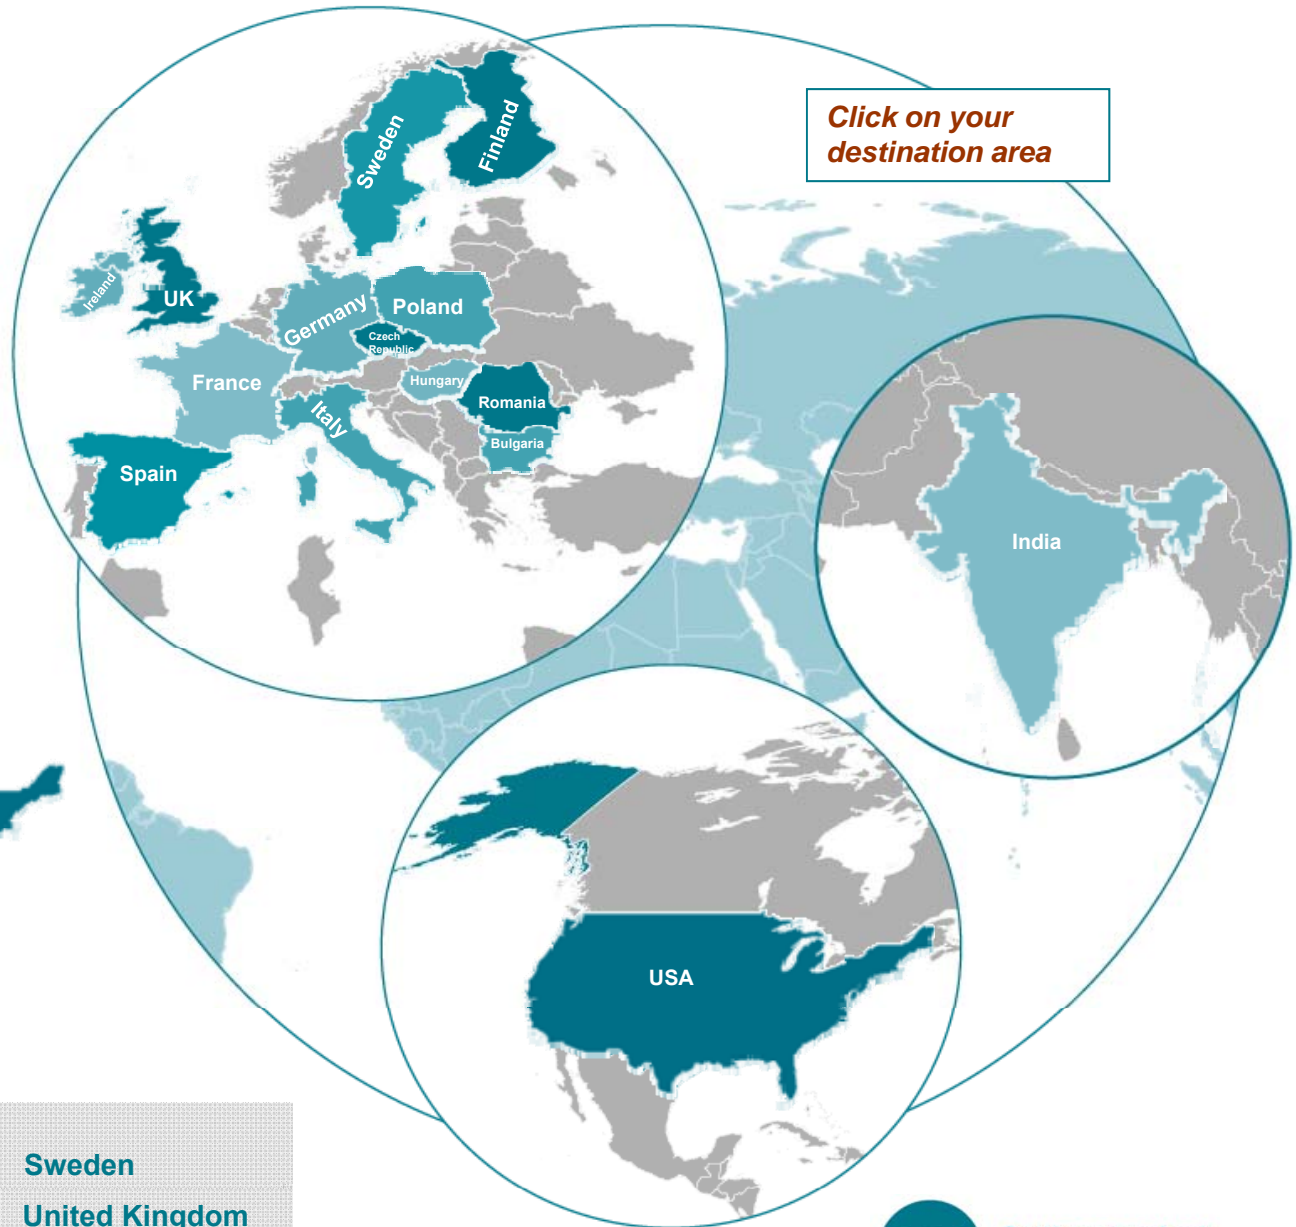 Click on your
destination area
Sweden
Finland
Ireland
UK
Germany
Poland
Czech
Republic
France
Hungary
Italy
Romania
Bulgaria
Spain
India
USA
Sweden
United Kingdom